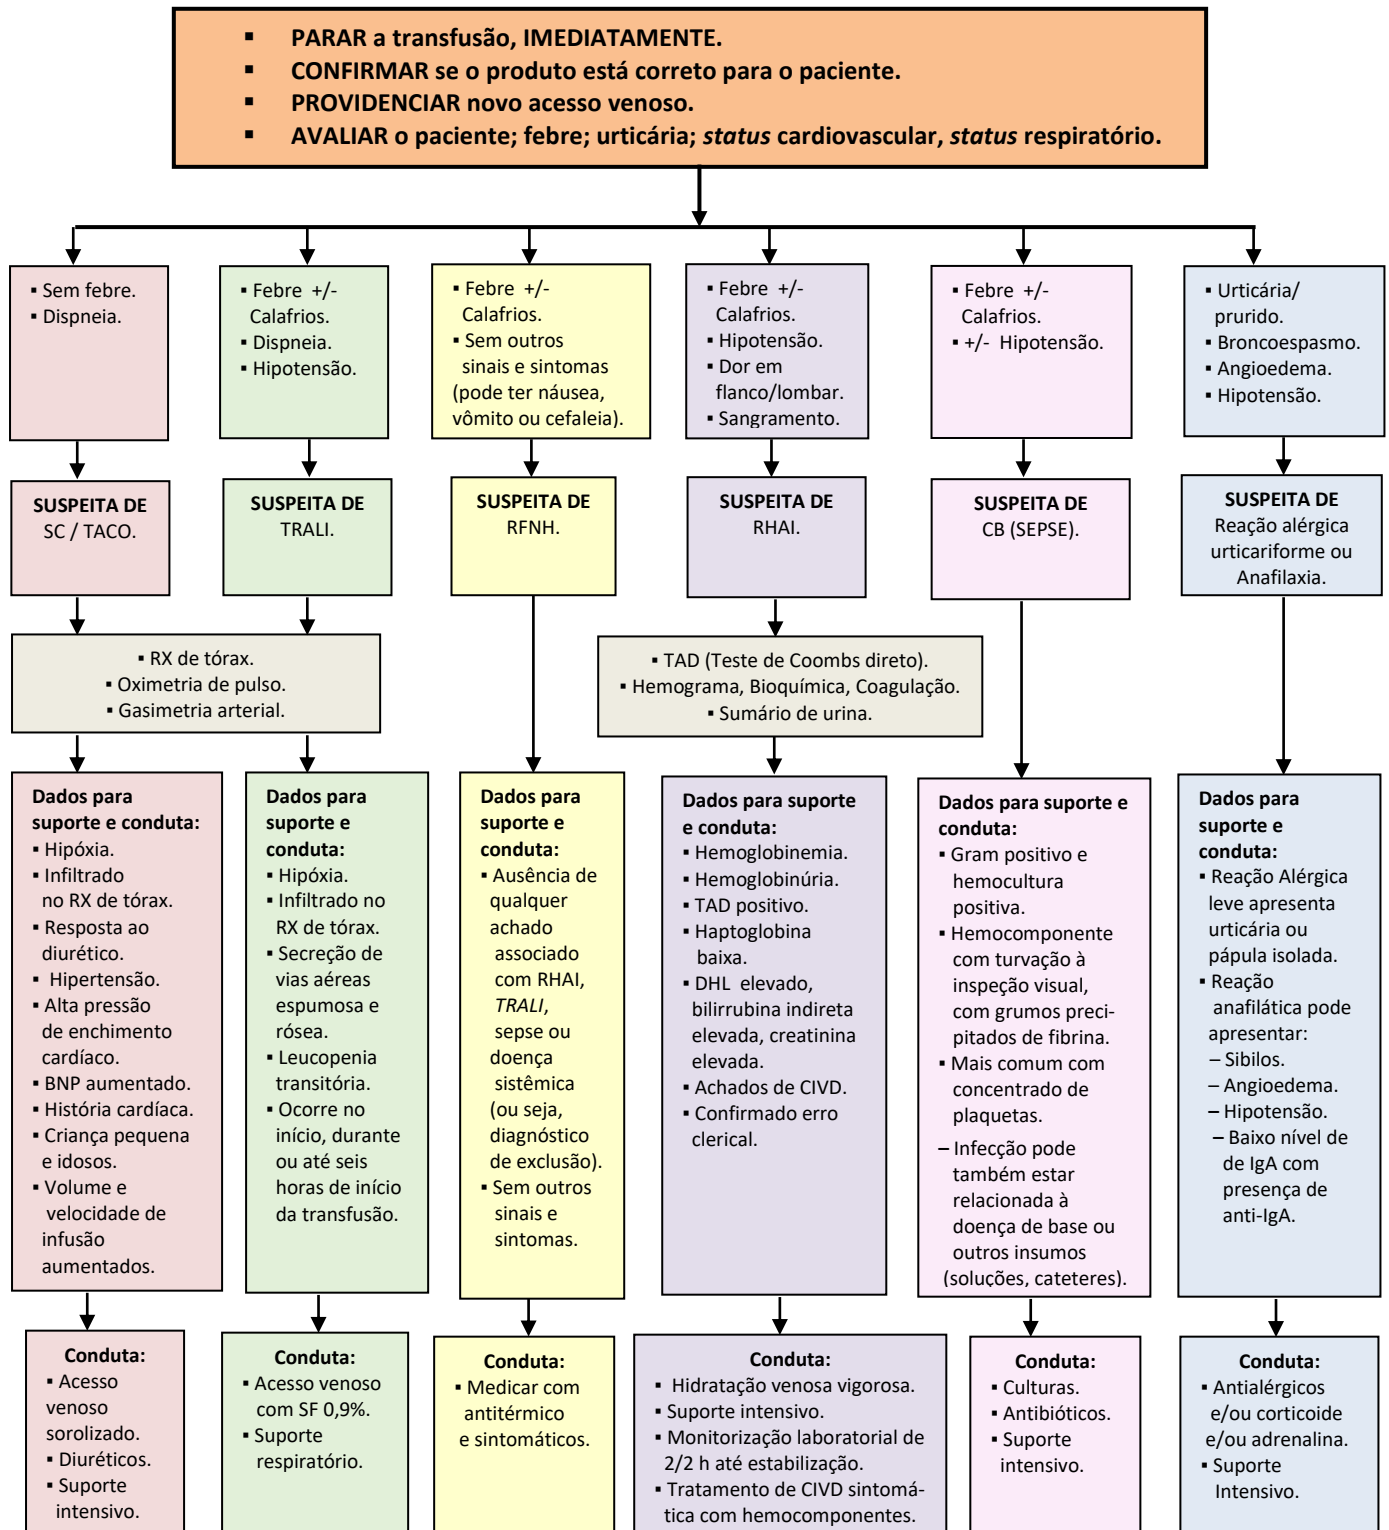 ▪ PARAR a transfusão, IMEDIATAMENTE.
▪ CONFIRMAR se o produto está correto para o paciente.
▪ PROVIDENCIAR novo acesso venoso.
▪ AVALIAR o paciente; febre; urticária; status cardiovascular, status respiratório.
▪ Sem febre.
▪ Dispneia.
▪ Febre +/-
Calafrios.
▪ Dispneia.
▪ Hipotensão.
▪ Febre +/-
Calafrios.
▪ Sem outros
sinais e sintomas
(pode ter náusea,
vômito ou cefaleia).
▪ Febre +/-
Calafrios.
▪ Hipotensão.
▪ Dor em
flanco/lombar.
▪ Sangramento.
▪ Febre +/-
Calafrios.
▪ +/- Hipotensão.
▪ Urticária/
prurido.
▪ Broncoespasmo.
▪ Angioedema.
▪ Hipotensão.
SUSPEITA DE
SC / TACO.
SUSPEITA DE
TRALI.
SUSPEITA DE
RFNH.
SUSPEITA DE
RHAI.
SUSPEITA DE
CB (SEPSE).
SUSPEITA DE
Reação alérgica
urticariforme ou
Anafilaxia.
▪ RX de tórax.
▪ Oximetria de pulso.
▪ Gasimetria arterial.
▪ TAD (Teste de Coombs direto).
▪ Hemograma, Bioquímica, Coagulação.
▪ Sumário de urina.
Dados para
suporte e conduta:
▪ Hipóxia.
▪ Infiltrado
no RX de tórax.
▪ Resposta ao
diurético.
▪ Hipertensão.
▪ Alta pressão
de enchimento
cardíaco.
▪ BNP aumentado.
▪ História cardíaca.
▪ Criança pequena
e idosos.
▪ Volume e
velocidade de
infusão
aumentados.
Dados para
suporte e
conduta:
▪ Hipóxia.
▪ Infiltrado no
RX de tórax.
▪ Secreção de
vias aéreas
espumosa e
rósea.
▪ Leucopenia
transitória.
▪ Ocorre no
início, durante
ou até seis
horas de início
da transfusão.
Dados para
suporte e
conduta:
▪ Ausência de
qualquer
achado
associado
com RHAI,
TRALI,
sepse ou
doença
sistêmica
(ou seja,
diagnóstico
de exclusão).
▪ Sem outros
sinais e
sintomas.
Dados para suporte
e conduta:
▪ Hemoglobinemia.
▪ Hemoglobinúria.
▪ TAD positivo.
▪ Haptoglobina
baixa.
▪ DHL elevado,
bilirrubina indireta
elevada, creatinina
elevada.
▪ Achados de CIVD.
▪ Confirmado erro
clerical.
Dados para suporte e
conduta:
▪ Gram positivo e
hemocultura
positiva.
▪ Hemocomponente
com turvação à
inspeção visual,
com grumos preci-
pitados de fibrina.
▪ Mais comum com
concentrado de
plaquetas.
– Infecção pode
também estar
relacionada à
doença de base ou
outros insumos
(soluções, cateteres).
Dados para
suporte e
conduta:
▪ Reação Alérgica
leve apresenta
urticária ou
pápula isolada.
▪ Reação
anafilática pode
apresentar:
– Sibilos.
– Angioedema.
– Hipotensão.
– Baixo nível de
de IgA com
presença de
anti-IgA.
Conduta:
▪ Acesso
venoso
sorolizado.
▪ Diuréticos.
▪ Suporte
intensivo.
Conduta:
▪ Acesso venoso
com SF 0,9%.
▪ Suporte
respiratório.
Conduta:
▪ Medicar com
antitérmico
e sintomáticos.
Conduta:
▪ Hidratação venosa vigorosa.
▪ Suporte intensivo.
▪ Monitorização laboratorial de
2/2 h até estabilização.
▪ Tratamento de CIVD sintomá-
tica com hemocomponentes.
Conduta:
▪ Culturas.
▪ Antibióticos.
▪ Suporte
intensivo.
Conduta:
▪ Antialérgicos
e/ou corticoide
e/ou adrenalina.
▪ Suporte
Intensivo.